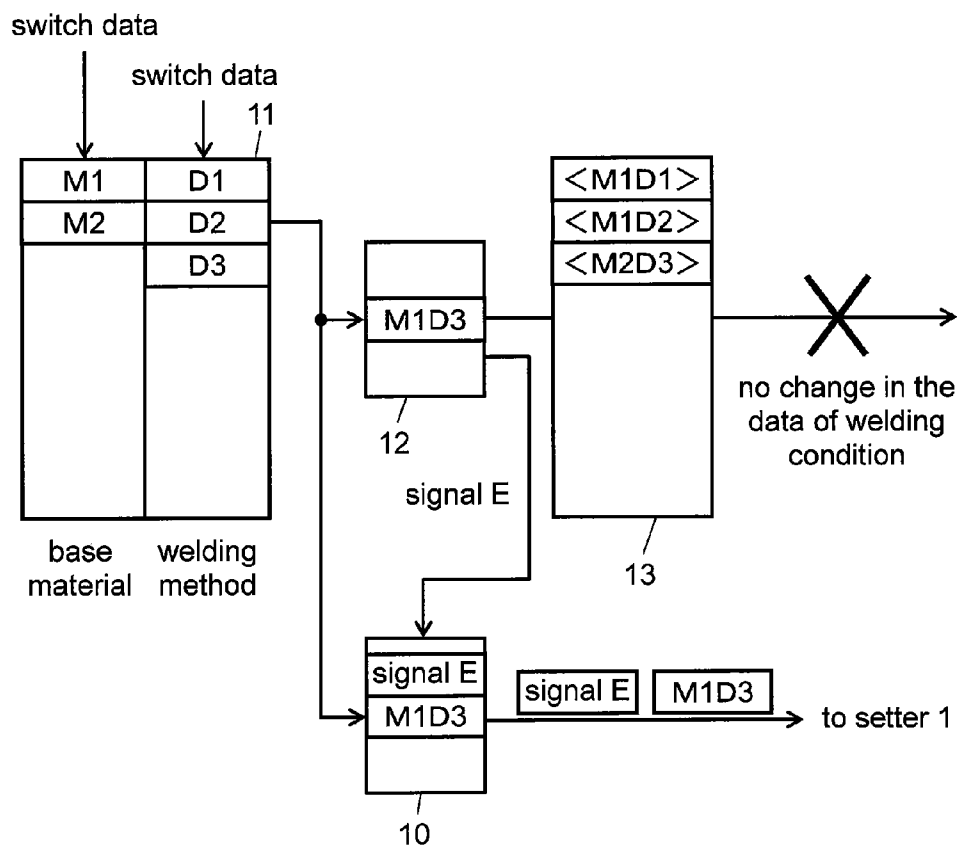 switch data
switch data
11
M1 D1
M2 D2
D3
<M1D1>
<M1D2>
<M2D3>
M1D3
12
no change in the
data of welding
condition
signal E
base
material
welding
method
13
signal E
M1D3
signal E M1D3
to setter 1
10